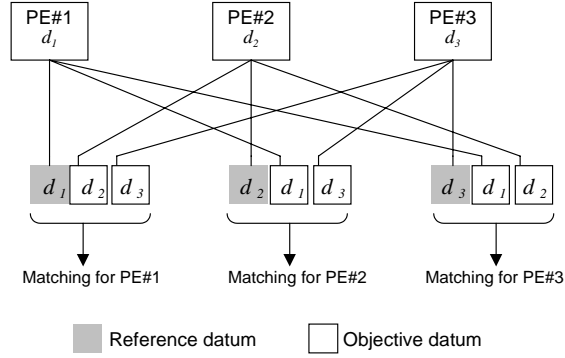 PE#1 PE#2 PE#3
d1 d2 d3
d1 d2 d3 d2 d1 d3 d3 d1 d2
Matching for PE#1 Matching for PE#2 Matching for PE#3
Reference datum Objective datum